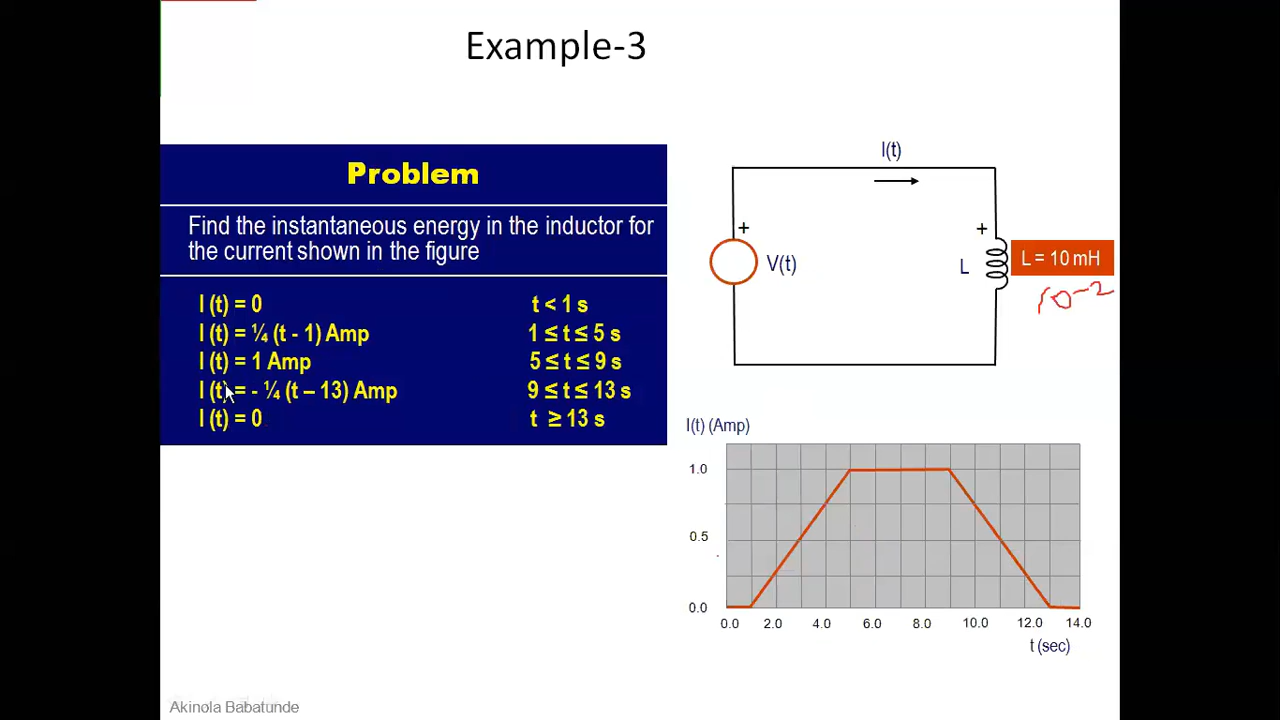 Example-3
Problem
Find the instantaneous energy in the inductor for
the current shown in the figure
I (t) = 0 t < 1 s
I (t) = ¼ (t - 1) Amp 1 ≤ t ≤ 5 s
I (t) = 1 Amp 5 ≤ t ≤ 9 s
I (t) = - ¼ (t – 13) Amp 9 ≤ t ≤ 13 s
I (t) = 0 t ≥ 13 s
I(t)
+ +
V(t) L L = 10 mH
10-2
I(t) (Amp)
1.0
0.5
0.0
0.0 2.0 4.0 6.0 8.0 10.0 12.0 14.0
t (sec)
Akinola Babatunde